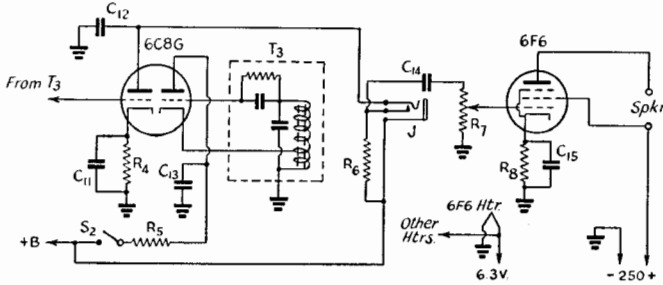 C12
6C8G
T3
6F6
From T3
C14
Spkr
R7
J
C11
R4
C13
R6
R8
C15
S2
R5
+B
6F6 Htr.
Other
Htrs.
6.3V.
- 250 +